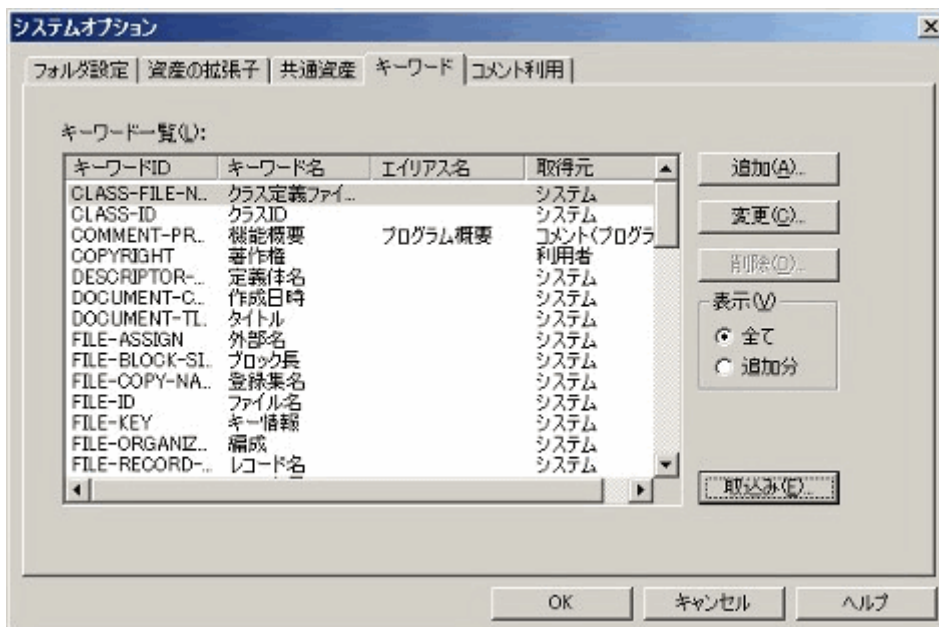 システムオプション
フォルダ設定 資産の拡張子 共通資産 キーワード コメント利用
キーワード一覧(L):
キーワードID キーワード名 エイリアス名 取得元
CLASS-FILE-N... クラス定義ファイ... システム
CLASS-ID クラスID システム
COMMENT-PR... 機能概要 プログラム概要 コメント(プログラ
COPYRIGHT 著作権 利用者
DESCRIPTOR-... 定義体名 システム
DOCUMENT-C... 作成日時 システム
DOCUMENT-TI... タイトル システム
FILE-ASSIGN 外部名 システム
FILE-BLOCK-SI... ブロック長 システム
FILE-COPY-NA... 登録集名 システム
FILE-ID ファイル名 システム
FILE-KEY キー情報 システム
FILE-ORGANIZ... 編成 システム
FILE-RECORD-... レコード名 システム
追加(A)...
変更(C)...
削除(D)...
表示(V)
全て
追加分
取込み(E)...
OK キャンセル ヘルプ